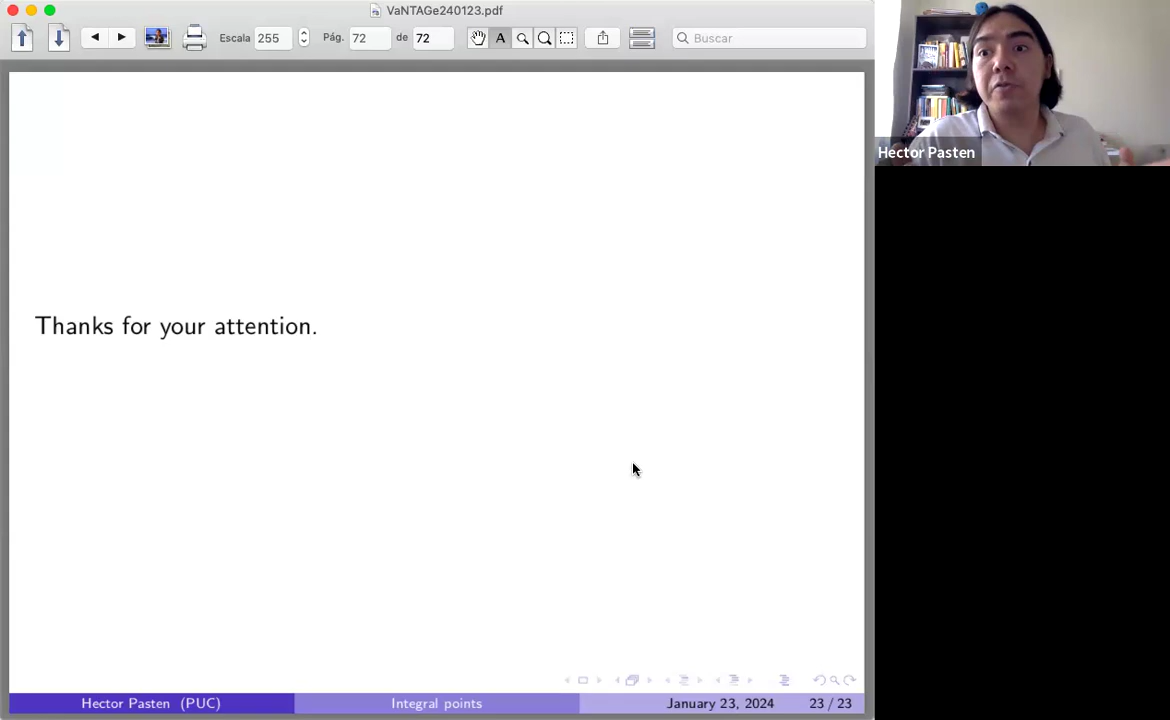 VaNTAGe240123.pdf
Escala 255 Pág. 72 de 72 A Buscar
Hector Pasten
Thanks for your attention.
Hector Pasten (PUC) Integral points January 23, 2024 23 / 23